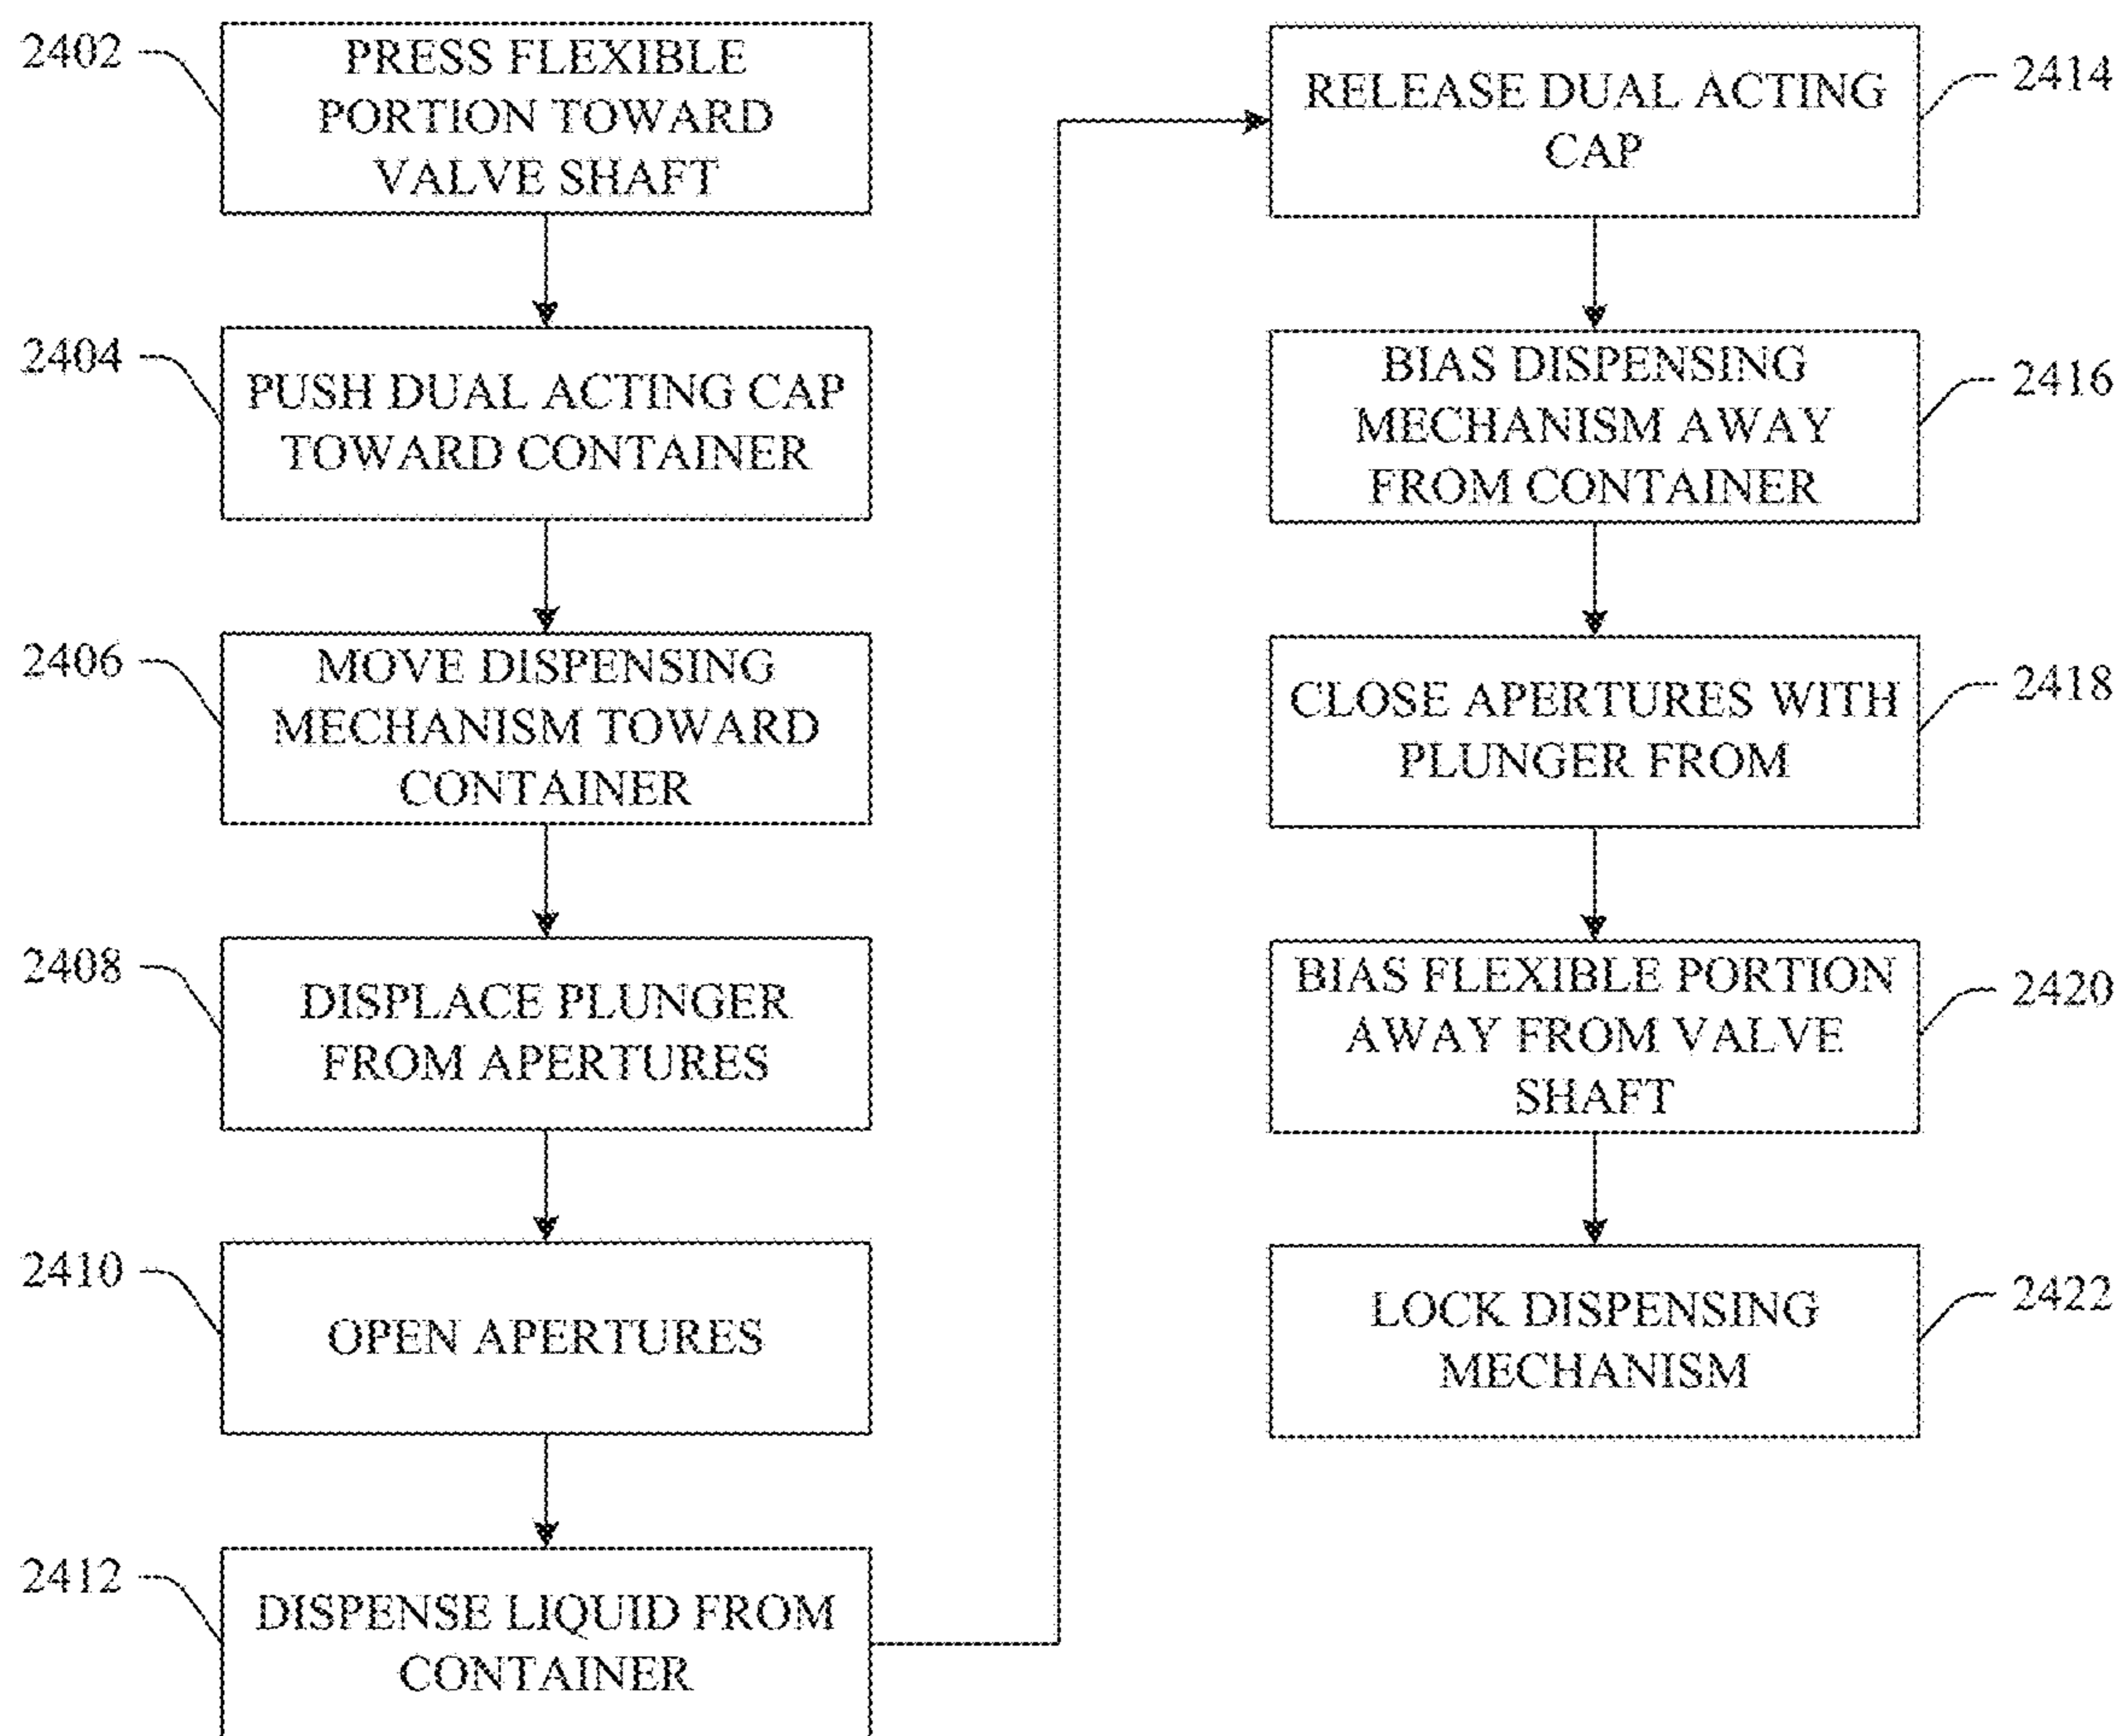 2402
PRESS FLEXIBLE
PORTION TOWARD
VALVE SHAFT
2404
PUSH DUAL ACTING CAP
TOWARD CONTAINER
2406
MOVE DISPENSING
MECHANISM TOWARD
CONTAINER
2408
DISPLACE PLUNGER
FROM APERTURES
2410
OPEN APERTURES
2412
DISPENSE LIQUID FROM
CONTAINER
RELEASE DUAL ACTING
CAP
2414
BIAS DISPENSING
MECHANISM AWAY
FROM CONTAINER
2416
CLOSE APERTURES WITH
PLUNGER FROM
2418
BIAS FLEXIBLE PORTION
AWAY FROM VALVE
SHAFT
2420
LOCK DISPENSING
MECHANISM
2422